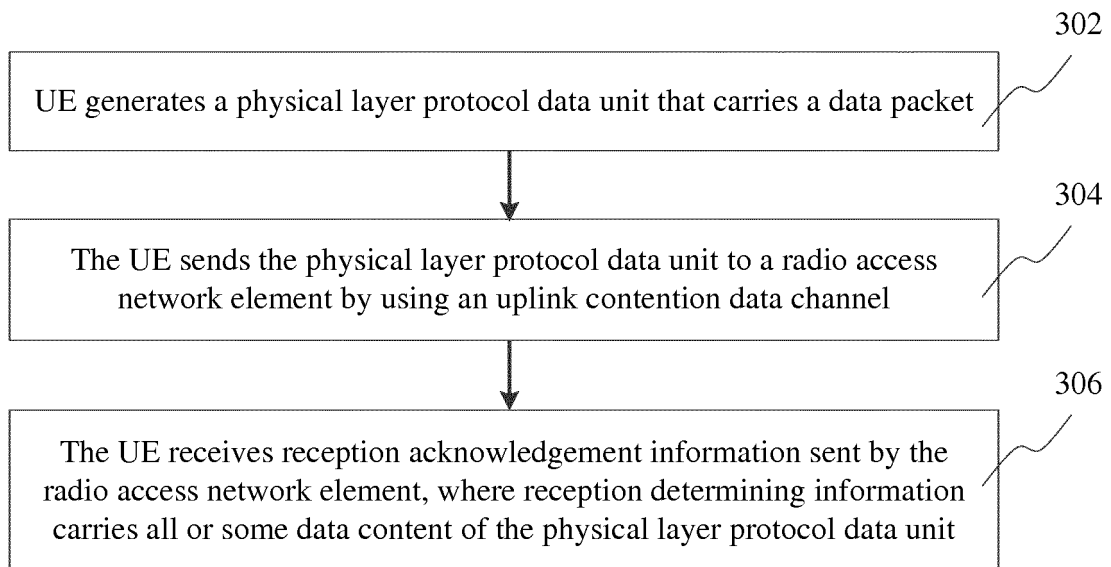 302
UE generates a physical layer protocol data unit that carries a data packet
304
The UE sends the physical layer protocol data unit to a radio access
network element by using an uplink contention data channel
306
The UE receives reception acknowledgement information sent by the
radio access network element, where reception determining information
carries all or some data content of the physical layer protocol data unit